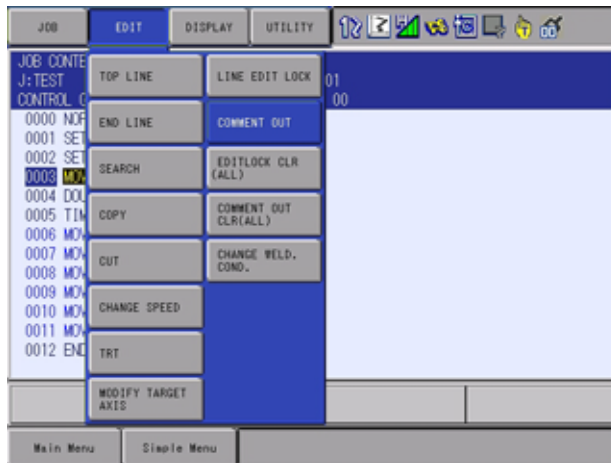 JOB
EDIT
DISPLAY
UTILITY
JOB CONTE
J:TEST
01
CONTROL G
00
0000 NOP
0001 SET
0002 SET
0003 MOV
0004 DOU
0005 TIM
0006 MOV
0007 MOV
0008 MOV
0009 MOV
0010 MOV
0011 MOV
0012 END
TOP LINE
END LINE
SEARCH
COPY
CUT
CHANGE SPEED
TRT
MODIFY TARGET
AXIS
LINE EDIT LOCK
COMMENT OUT
EDITLOCK CLR
(ALL)
COMMENT OUT
CLR(ALL)
CHANGE WELD.
COND.
Main Menu
Simple Menu